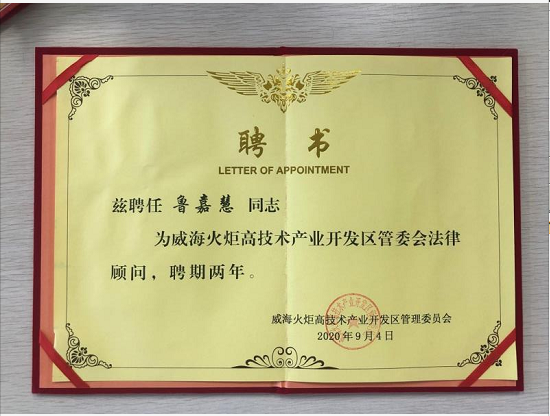 聘书
LETTER OF APPOINTMENT
兹聘任 鲁嘉慧 同志
为威海火炬高技术产业开发区管委会法律
顾问，聘期两年。
威海火炬高技术产业开发区管理委员会
2020年9月4日